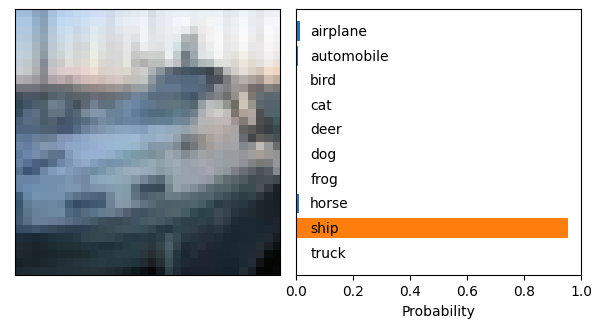 airplane
automobile
bird
cat
deer
dog
frog
horse
ship
truck
0.0 0.2 0.4 0.6 0.8 1.0
Probability